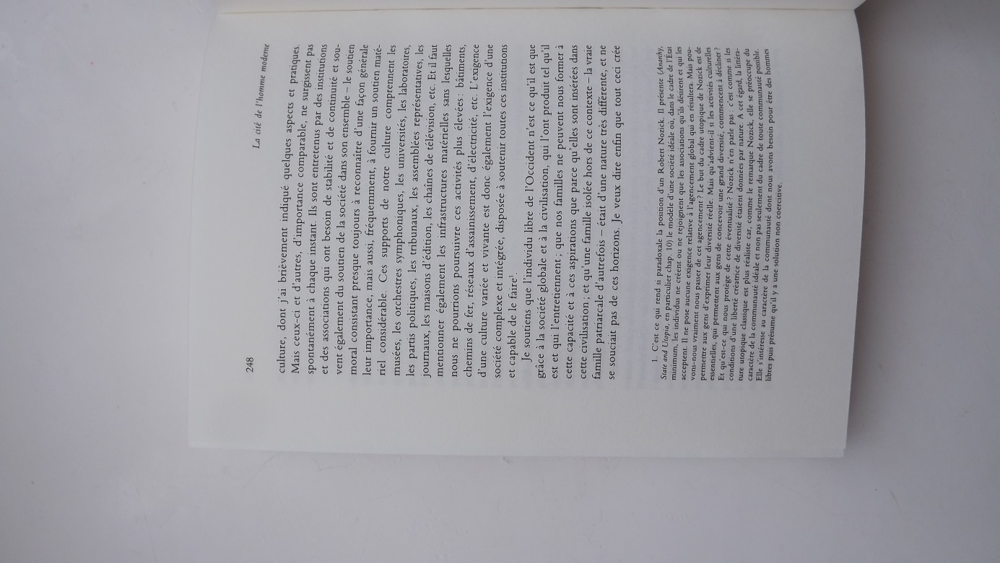 248
La cité de l'homme moderne
culture, dont j'ai brièvement indiqué quelques aspects et pratiques.
Mais ceux-ci et d'autres, d'importance comparable, ne surgissent pas
spontanément à chaque instant. Ils sont entretenus par des institutions
et des associations qui ont besoin de stabilité et de continuité et sou-
vent également du soutien de la société dans son ensemble – le soutien
moral consistant presque toujours à reconnaître d'une façon générale
leur importance, mais aussi, fréquemment, à fournir un soutien maté-
riel considérable. Ces supports de notre culture comprennent les
musées, les orchestres symphoniques, les universités, les laboratoires,
les partis politiques, les tribunaux, les assemblées représentatives, les
journaux, les maisons d'édition, les chaînes de télévision, etc. Et il faut
mentionner également les infrastructures matérielles sans lesquelles
nous ne pourrions poursuivre ces activités plus élevées : bâtiments,
chemins de fer, réseaux d'assainissement, d'électricité, etc. L'exigence
d'une culture variée et vivante est donc également l'exigence d'une
société complexe et intégrée, disposée à soutenir toutes ces institutions
et capable de le faire1.
Je soutiens que l'individu libre de l'Occident n'est ce qu'il est que
grâce à la société globale et à la civilisation, qui l'ont produit tel qu'il
est et qui l'entretiennent ; que nos familles ne peuvent nous former à
cette capacité et à ces aspirations que parce qu'elles sont insérées dans
cette civilisation ; et qu'une famille isolée hors de ce contexte – la vraie
famille patriarcale d'autrefois – était d'une nature très différente, et ne
se souciait pas de ces horizons. Je veux dire enfin que tout ceci crée
1. C'est ce qui rend si paradoxale la position d'un Robert Nozick. Il présente (Anarchy,
State and Utopia, en particulier chap. 10) le modèle d'une société idéale où, dans le cadre de l'État
minimum, les individus ne créent ou ne rejoignent que les associations qu'ils désirent et qui les
acceptent. Il ne pose aucune exigence relative à l'agencement global qui en résultera. Mais pou-
vons-nous vraiment nous passer de cet agencement ? Le but du cadre utopique de Nozick est de
permettre aux gens d'exprimer leur diversité réelle. Mais qu'advient-il si les activités culturelles
essentielles, qui permettent aux gens de concevoir une grand diversité, commencent à décliner ?
Et qu'est-ce qui nous protège de cette éventualité ? Nozick n'en parle pas : c'est comme si les
conditions d'une liberté créatrice de diversité étaient données par nature. A cet égard, la littéra-
ture utopique classique est plus réaliste car, comme le remarque Nozick, elle se préoccupe du
caractère de la communauté idéale et non pas seulement du cadre de toute communauté possible.
Elle s'intéresse au caractère de la communauté dont nous avons besoin pour être des hommes
libres puis présume qu'il y a une solution non coercitive.